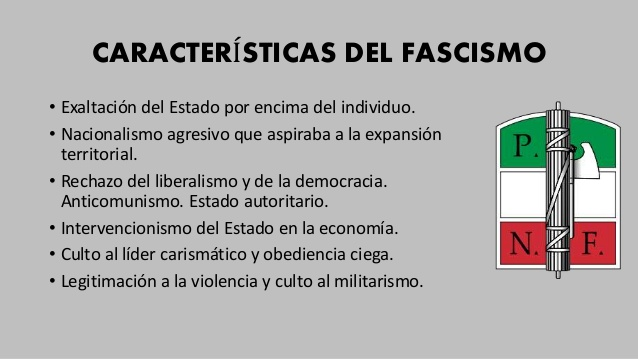 CARACTERÍSTICAS DEL FASCISMO
• Exaltación del Estado por encima del individuo.
• Nacionalismo agresivo que aspiraba a la expansión
territorial.
• Rechazo del liberalismo y de la democracia.
Anticomunismo. Estado autoritario.
• Intervencionismo del Estado en la economía.
• Culto al líder carismático y obediencia ciega.
• Legitimación a la violencia y culto al militarismo.
P.
N. F.